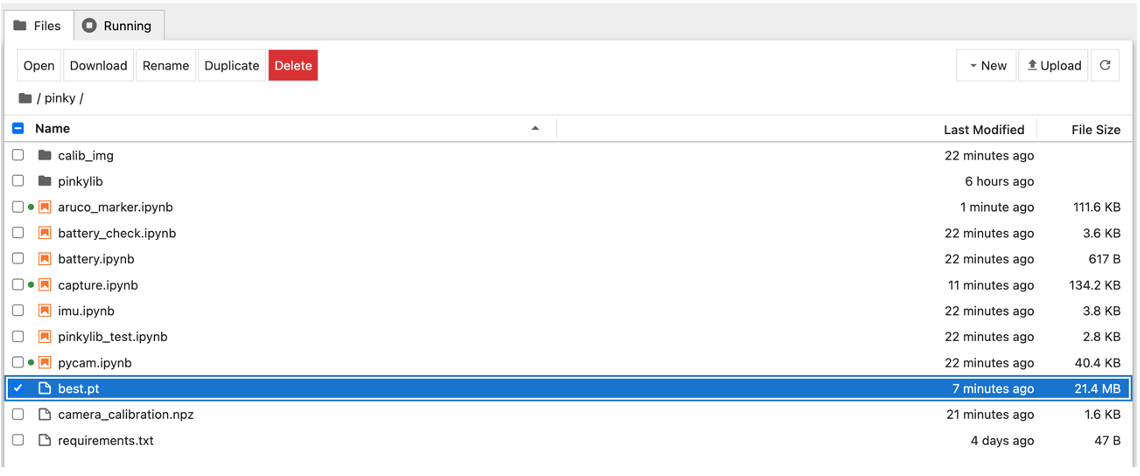 Files Running
Open Download Rename Duplicate Delete New Upload
/ pinky /
Name Last Modified File Size
calib_img 22 minutes ago
pinkylib 6 hours ago
aruco_marker.ipynb 1 minute ago 111.6 KB
battery_check.ipynb 22 minutes ago 3.6 KB
battery.ipynb 22 minutes ago 617 B
capture.ipynb 11 minutes ago 134.2 KB
imu.ipynb 22 minutes ago 3.8 KB
pinkylib_test.ipynb 22 minutes ago 2.8 KB
pycam.ipynb 22 minutes ago 40.4 KB
best.pt 7 minutes ago 21.4 MB
camera_calibration.npz 21 minutes ago 1.6 KB
requirements.txt 4 days ago 47 B